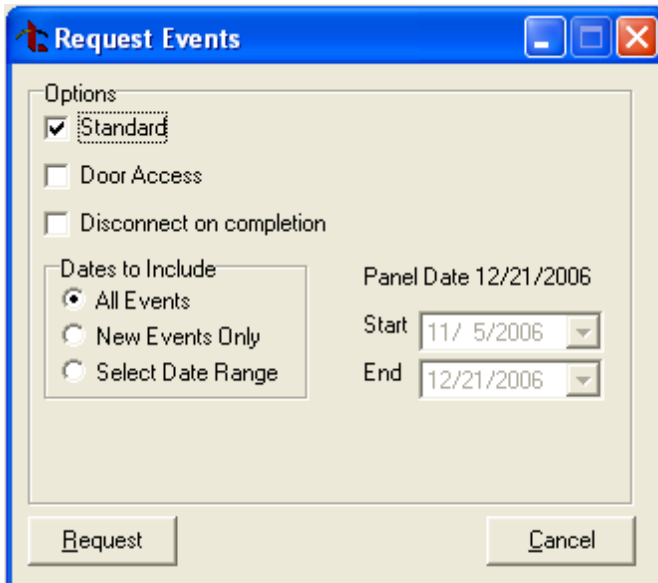 Request Events
Options
Standard
Door Access
Disconnect on completion
Dates to Include
All Events
New Events Only
Select Date Range
Panel Date 12/21/2006
Start 11/ 5/2006
End 12/21/2006
Request
Cancel